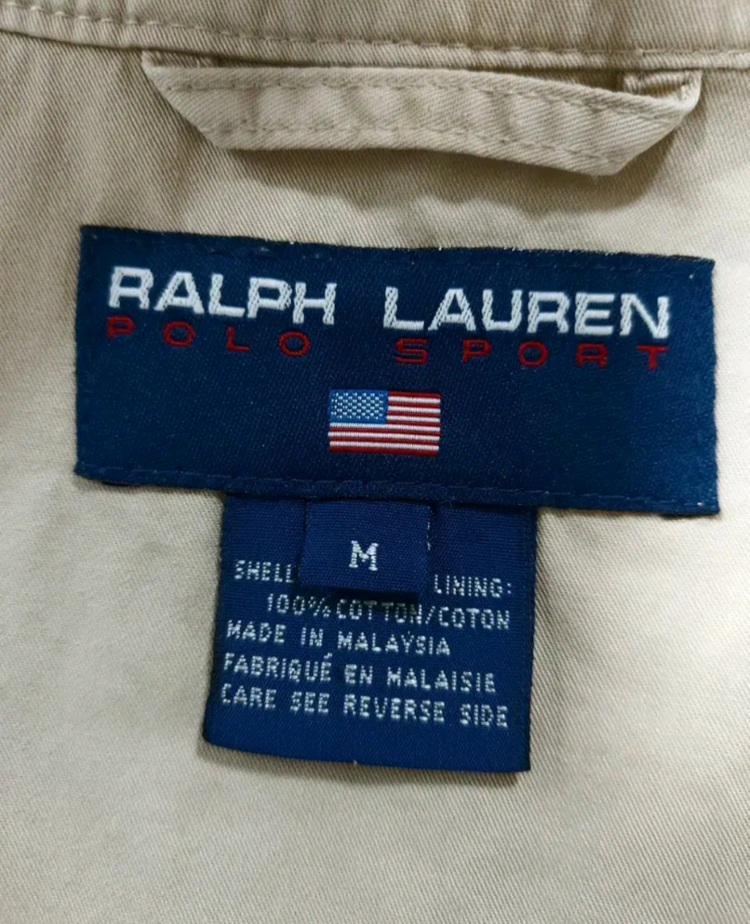 RALPH LAUREN
POLO SPORT
M
SHELL LINING:
100% COTTON/COTON
MADE IN MALAYSIA
FABRIQUÉ EN MALAISIE
CARE SEE REVERSE SIDE